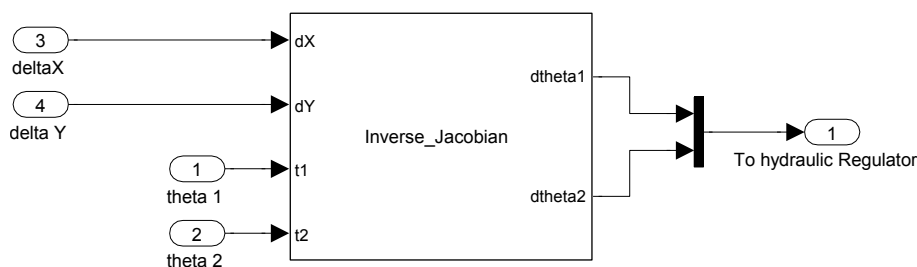 3
deltaX
4
delta Y
1
theta 1
2
theta 2
dX
dY
t1
t2
Inverse_Jacobian
dtheta1
dtheta2
1
To hydraulic Regulator